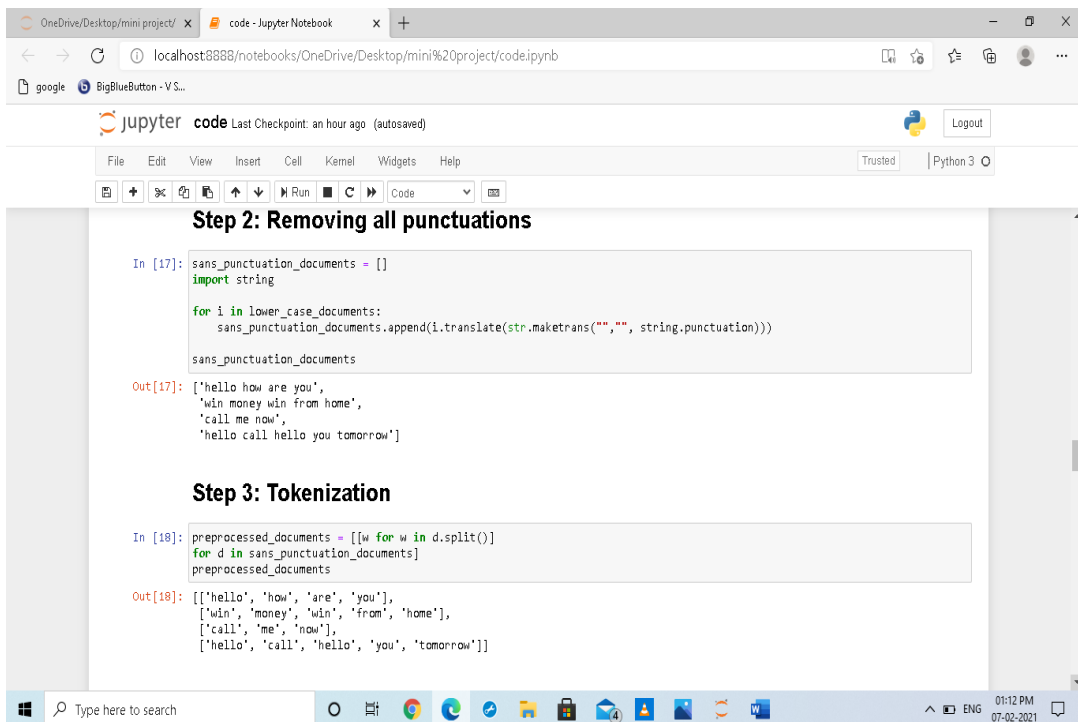 OneDrive/Desktop/mini project/
code - Jupyter Notebook
localhost:8888/notebooks/OneDrive/Desktop/mini%20project/code.ipynb
google
BigBlueButton - V S...
jupyter code Last Checkpoint: an hour ago (autosaved)
Logout
File Edit View Insert Cell Kernel Widgets Help
Trusted
Python 3
Run
Code
Step 2: Removing all punctuations
In [17]: sans_punctuation_documents = []
import string
for i in lower_case_documents:
sans_punctuation_documents.append(i.translate(str.maketrans("","", string.punctuation)))
sans_punctuation_documents
Out[17]: ['hello how are you',
'win money win from home',
'call me now',
'hello call hello you tomorrow']
Step 3: Tokenization
In [18]: preprocessed_documents = [[w for w in d.split()]
for d in sans_punctuation_documents]
preprocessed_documents
Out[18]: [['hello', 'how', 'are', 'you'],
['win', 'money', 'win', 'from', 'home'],
['call', 'me', 'now'],
['hello', 'call', 'hello', 'you', 'tomorrow']]
Type here to search
4
ENG
01:12 PM
07-02-2021